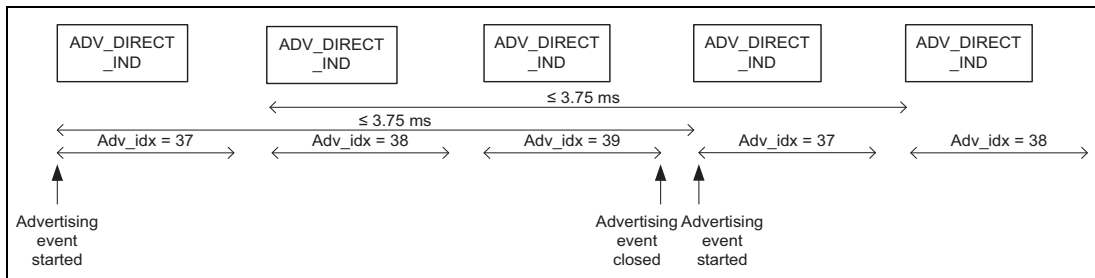 ADV_DIRECT
_IND
ADV_DIRECT
_IND
ADV_DIRECT
_IND
ADV_DIRECT
_IND
ADV_DIRECT
_IND
≤ 3.75 ms
≤ 3.75 ms
Adv_idx = 37
Adv_idx = 38
Adv_idx = 39
Adv_idx = 37
Adv_idx = 38
Advertising
event
started
Advertising
event
closed
Advertising
event
started